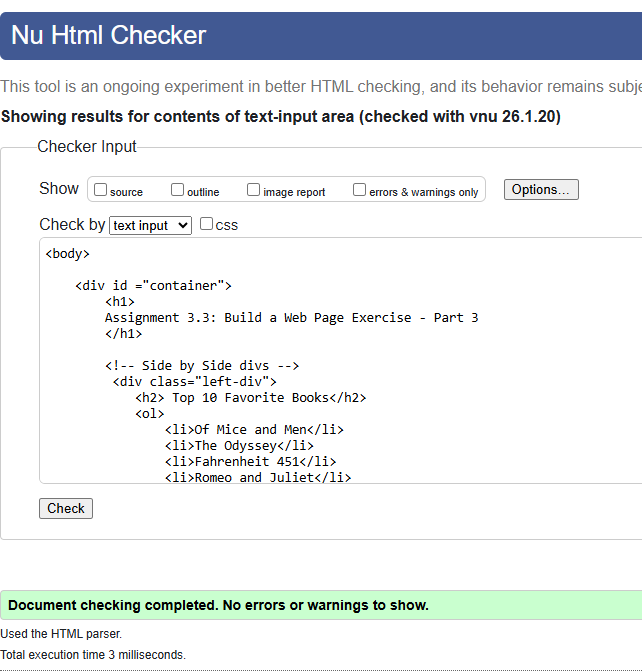 Nu Html Checker
This tool is an ongoing experiment in better HTML checking, and its behavior remains
Showing results for contents of text-input area (checked with vnu 26.1.20)
Checker Input
Show source outline image report errors & warnings only Options...
Check by text input css
<body>
<div id ="container">
<h1>
Assignment 3.3: Build a Web Page Exercise - Part 3
</h1>
<!-- Side by Side divs -->
<div class="left-div">
<h2> Top 10 Favorite Books</h2>
<ol>
<li>Of Mice and Men</li>
<li>The Odyssey</li>
<li>Fahrenheit 451</li>
<li>Romeo and Juliet</li>
Check
Document checking completed. No errors or warnings to show.
Used the HTML parser.
Total execution time 3 milliseconds.